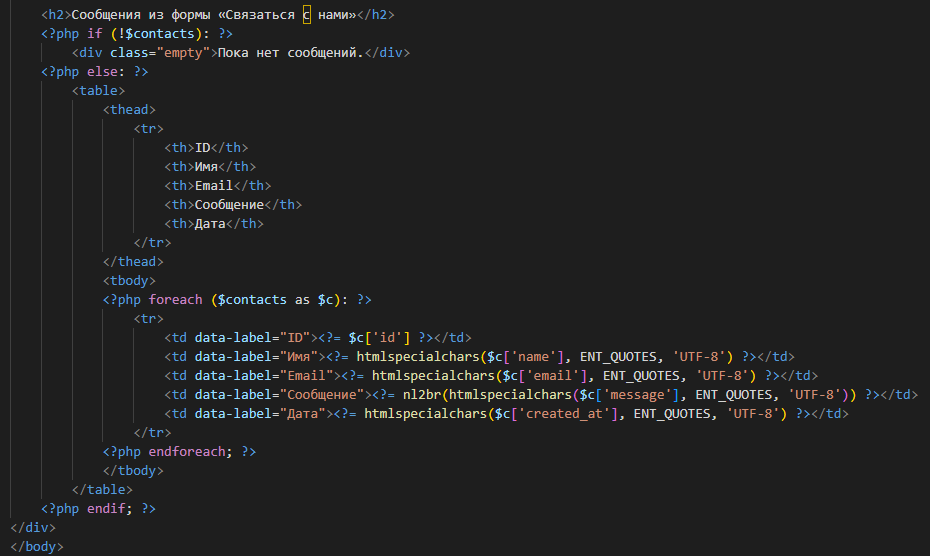 <h2>Сообщения из формы «Связаться с нами»</h2>
<?php if (!$contacts): ?>
<div class="empty">Пока нет сообщений.</div>
<?php else: ?>
<table>
<thead>
<tr>
<th>ID</th>
<th>Имя</th>
<th>Email</th>
<th>Сообщение</th>
<th>Дата</th>
</tr>
</thead>
<tbody>
<?php foreach ($contacts as $c): ?>
<tr>
<td data-label="ID"><?= $c['id'] ?></td>
<td data-label="Имя"><?= htmlspecialchars($c['name'], ENT_QUOTES, 'UTF-8') ?></td>
<td data-label="Email"><?= htmlspecialchars($c['email'], ENT_QUOTES, 'UTF-8') ?></td>
<td data-label="Сообщение"><?= nl2br(htmlspecialchars($c['message'], ENT_QUOTES, 'UTF-8')) ?></td>
<td data-label="Дата"><?= htmlspecialchars($c['created_at'], ENT_QUOTES, 'UTF-8') ?></td>
</tr>
<?php endforeach; ?>
</tbody>
</table>
<?php endif; ?>
</div>
</body>